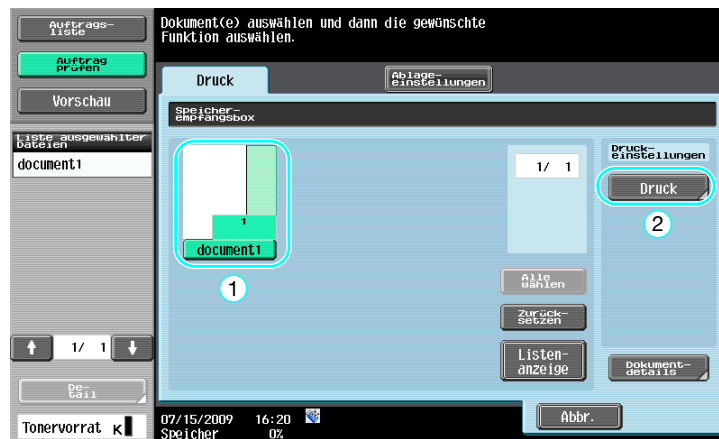 Auftrags-
liste
Auftrag
prüfen
Vorschau
Liste ausgewählter
Dateien
document1
1/ 1
De-
tail
Tonervorrat K
Dokument(e) auswählen und dann die gewünschte
Funktion auswählen.
Druck
Ablage-
einstellungen
Speicher-
empfangsbox
1
document1
1
1/ 1
Alle
wählen
Zurück-
setzen
Listen-
anzeige
Druck-
einstellungen
Druck
2
Dokument-
details
07/15/2009 16:20
Speicher 0%
Abbr.